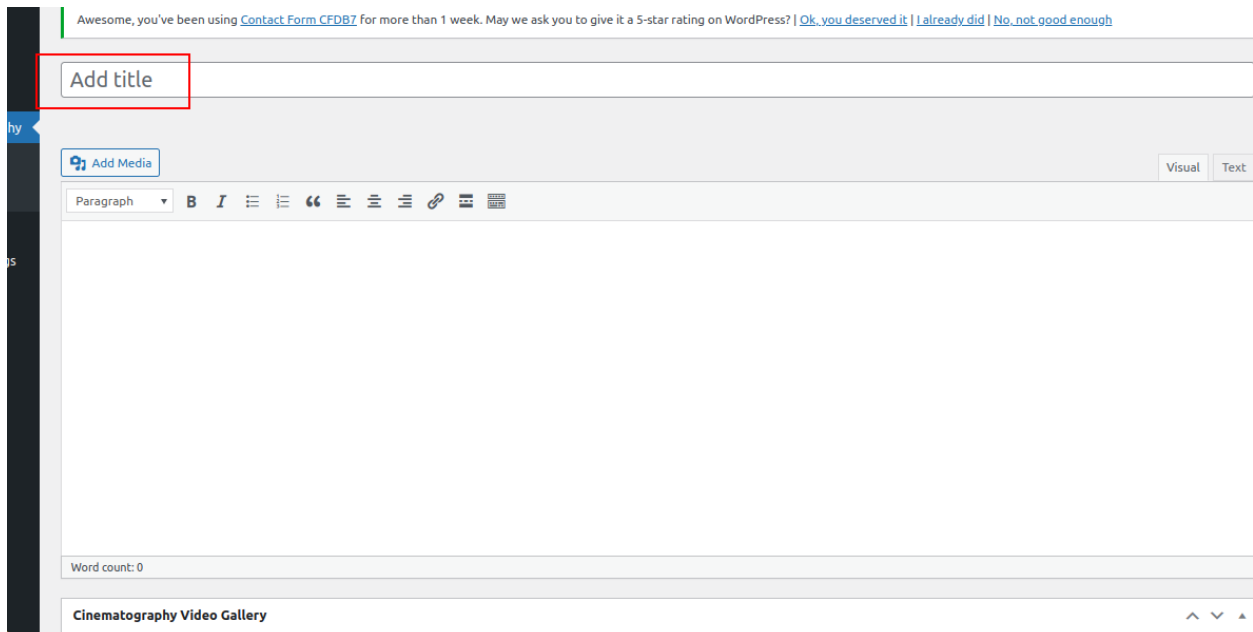 Awesome, you've been using Contact Form CFDB7 for more than 1 week. May we ask you to give it a 5-star rating on WordPress? | Ok, you deserved it | I already did | No, not good enough
Add title
hy
Add Media
Visual Text
Paragraph B I
gs
Word count: 0
Cinematography Video Gallery